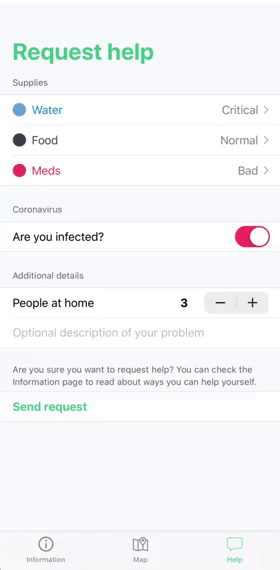 Request help
Supplies
Water Critical
Food Normal
Meds Bad
Coronavirus
Are you infected?
Additional details
People at home 3 − +
Optional description of your problem
Are you sure you want to request help? You can check the
Information page to read about ways you can help yourself.
Send request
Information Map Help